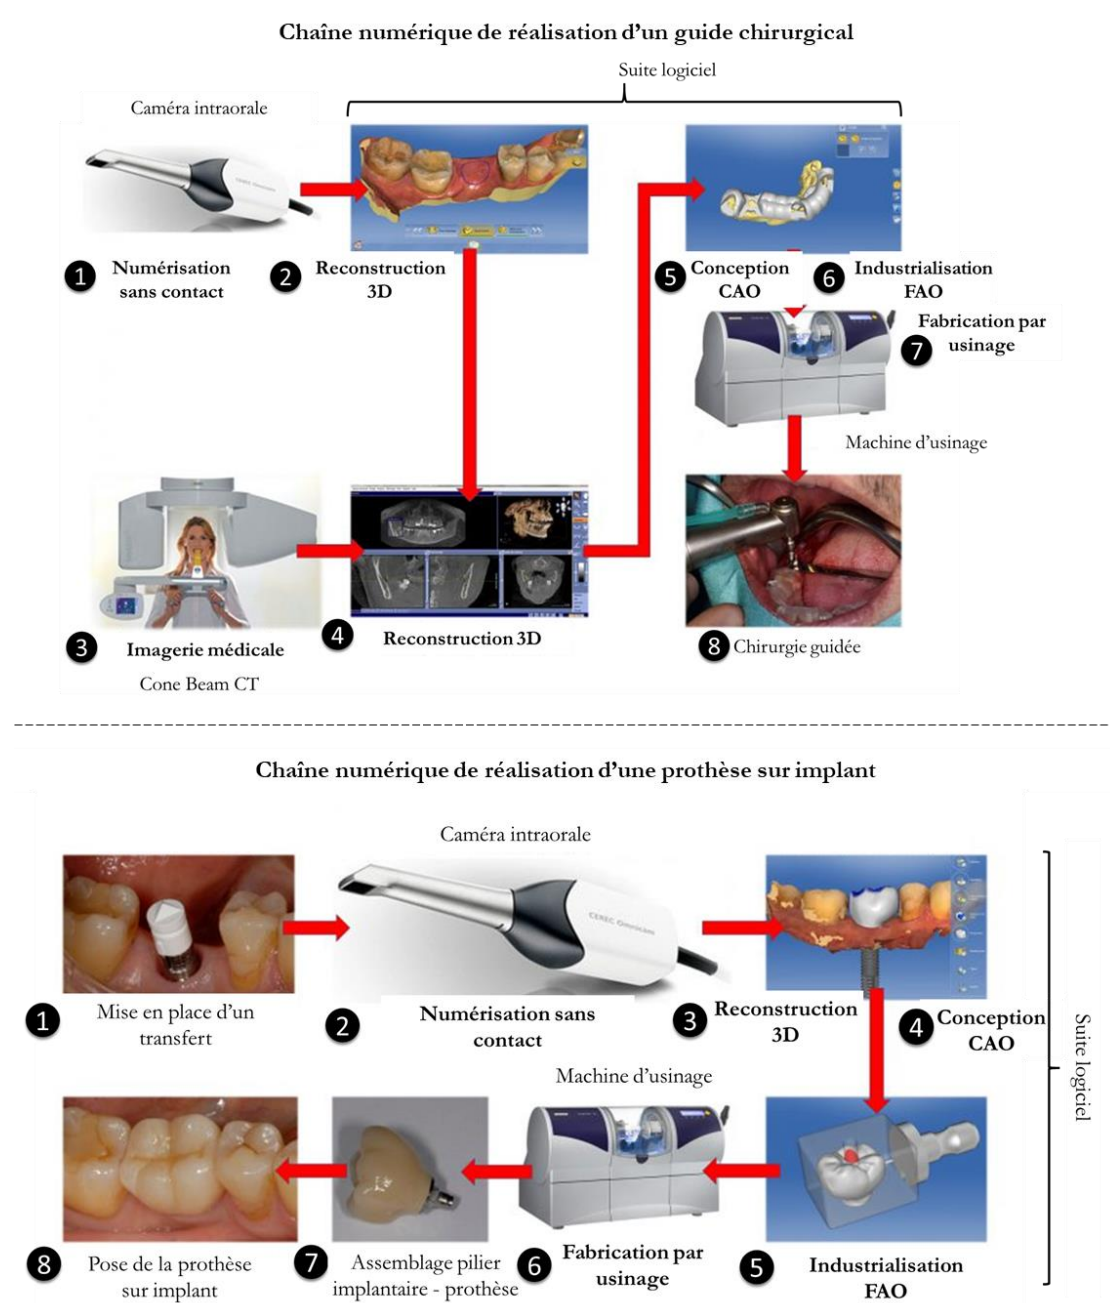 Chaîne numérique de réalisation d'un guide chirurgical
Suite logiciel
Caméra intraorale
CEREC Omnicam
1 Numérisation
sans contact
2 Reconstruction
3D
5 Conception
CAO
6 Industrialisation
FAO
7 Fabrication par
usinage
Machine d'usinage
3 Imagerie médicale
Cone Beam CT
4 Reconstruction 3D
8 Chirurgie guidée
Chaîne numérique de réalisation d'une prothèse sur implant
Caméra intraorale
CEREC Omnicam
1 Mise en place d'un
transfert
2 Numérisation sans
contact
3 Reconstruction
3D
4 Conception
CAO
Suite logiciel
Machine d'usinage
8 Pose de la prothèse
sur implant
7 Assemblage pilier
implantaire - prothèse
6 Fabrication par
usinage
5 Industrialisation
FAO